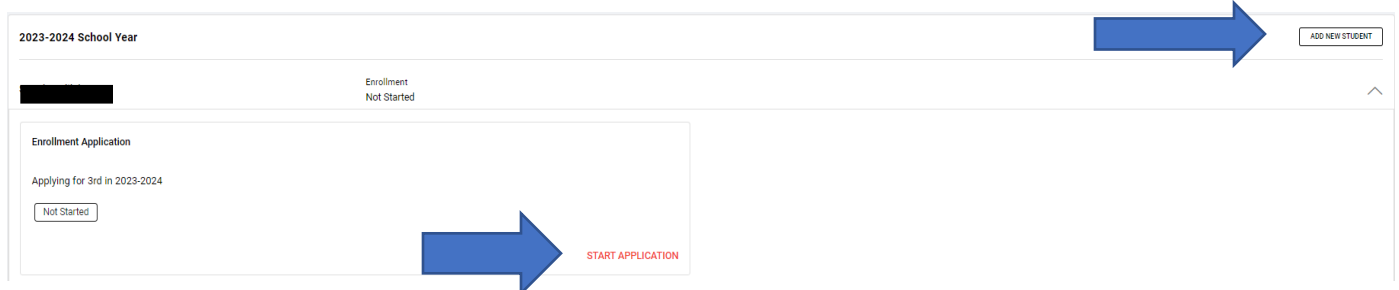 2023-2024 School Year
ADD NEW STUDENT
Enrollment
Not Started
Enrollment Application
Applying for 3rd in 2023-2024
Not Started
START APPLICATION